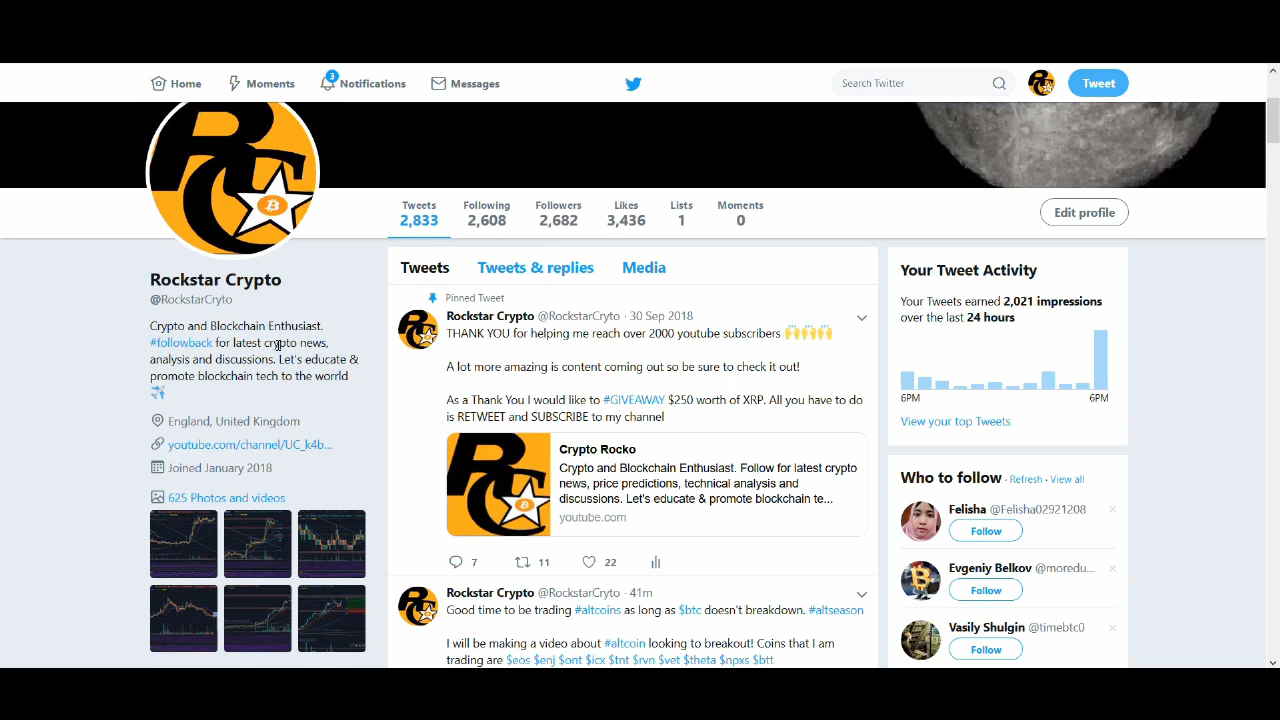 Home
Moments
3
Notifications
Messages
Search Twitter
Tweet
Tweets
2,833
Following
2,608
Followers
2,682
Likes
3,436
Lists
1
Moments
0
Edit profile
Rockstar Crypto
@RockstarCryto
Crypto and Blockchain Enthusiast.
#followback for latest crypto news,
analysis and discussions. Let's educate &
promote blockchain tech to the worrld
England, United Kingdom
youtube.com/channel/UC_k4b...
Joined January 2018
625 Photos and videos
Tweets
Tweets & replies
Media
Pinned Tweet
Rockstar Crypto @RockstarCryto · 30 Sep 2018
THANK YOU for helping me reach over 2000 youtube subscribers 🙌🙌🙌
A lot more amazing is content coming out so be sure to check it out!
As a Thank You I would like to #GIVEAWAY $250 worth of XRP. All you have to do
is RETWEET and SUBSCRIBE to my channel
Crypto Rocko
Crypto and Blockchain Enthusiast. Follow for latest crypto
news, price predictions, technical analysis and
discussions. Let's educate & promote blockchain te...
youtube.com
7
11
22
Rockstar Crypto @RockstarCryto · 41m
Good time to be trading #altcoins as long as $btc doesn't breakdown. #altseason
I will be making a video about #altcoin looking to breakout! Coins that I am
trading are $eos $enj $ont $icx $tnt $rvn $vet $theta $npxs $btt
Your Tweet Activity
Your Tweets earned 2,021 impressions
over the last 24 hours
6PM
6PM
View your top Tweets
Who to follow · Refresh · View all
Felisha @Felisha02921208
Follow
Evgeniy Belkov @moredu...
Follow
Vasily Shulgin @timebtc0
Follow